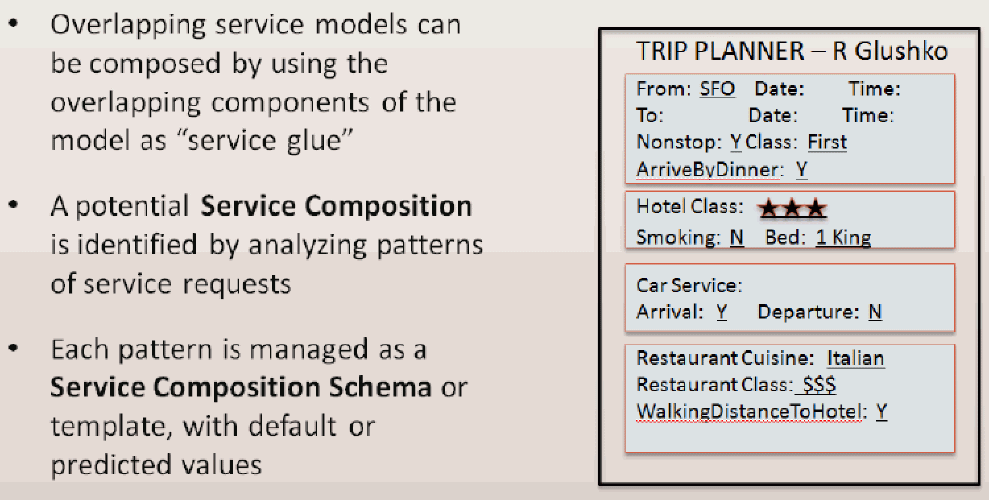 • Overlapping service models can
be composed by using the
overlapping components of the
model as “service glue”
• A potential Service Composition
is identified by analyzing patterns
of service requests
• Each pattern is managed as a
Service Composition Schema or
template, with default or
predicted values
TRIP PLANNER – R Glushko
From: SFO Date: Time:
To: Date: Time:
Nonstop: Y Class: First
ArriveByDinner: Y
Hotel Class: ★★★
Smoking: N Bed: 1 King
Car Service:
Arrival: Y Departure: N
Restaurant Cuisine: Italian
Restaurant Class: $$$
WalkingDistanceToHotel: Y